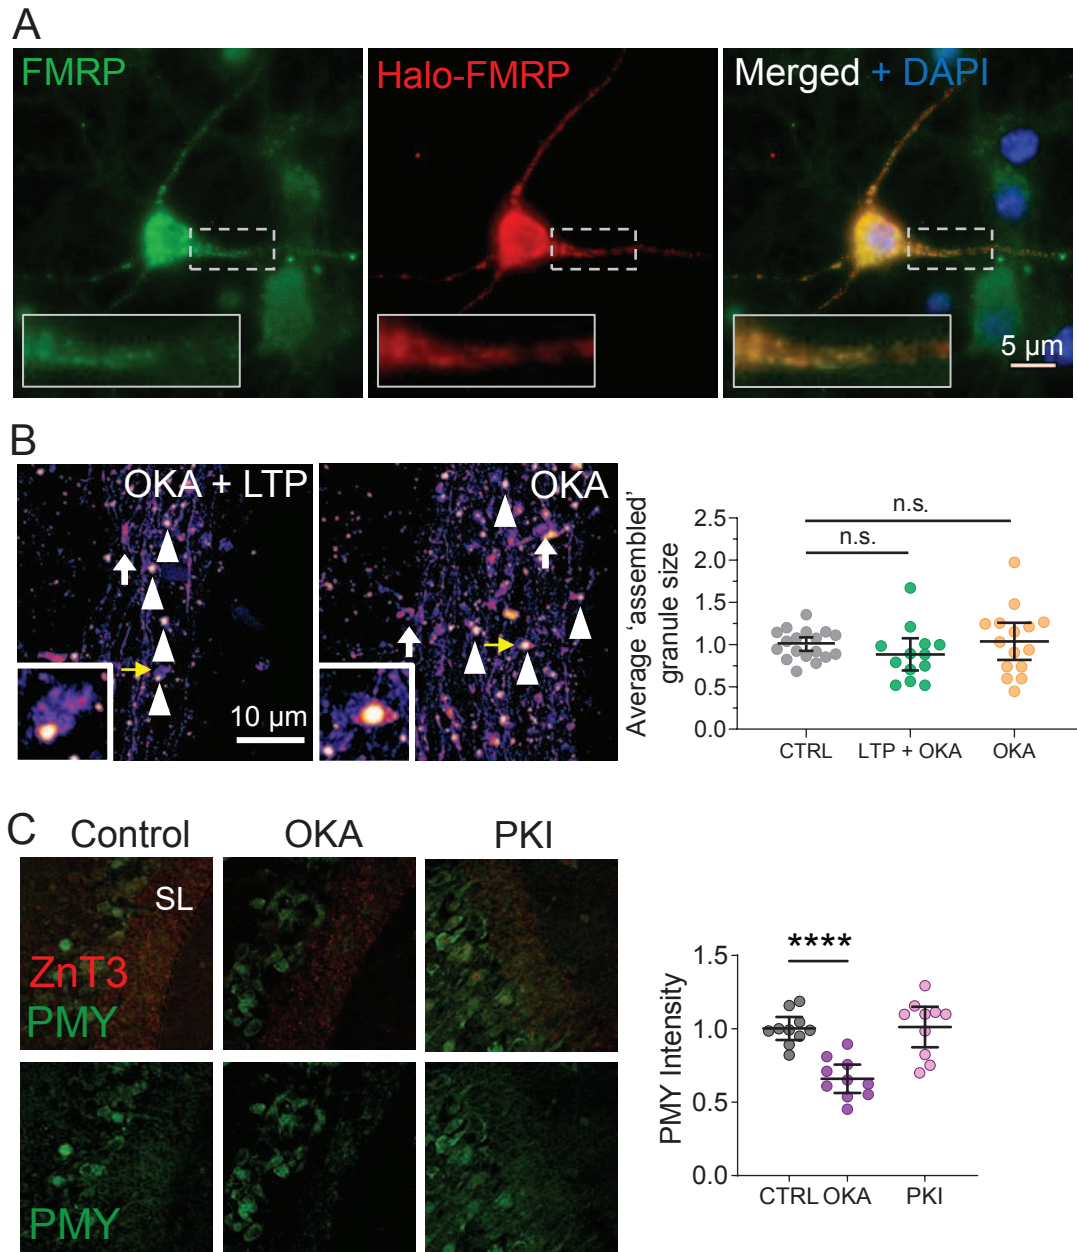 A
FMRP
Halo-FMRP
Merged + DAPI
5 µm
B
OKA + LTP
OKA
10 µm
Average 'assembled'
granule size
2.5
2.0
1.5
1.0
0.5
0.0
n.s.
n.s.
CTRL
LTP + OKA
OKA
C
Control
OKA
PKI
SL
ZnT3
PMY
PMY
PMY Intensity
1.5
1.0
0.5
0.0
****
CTRL
OKA
PKI